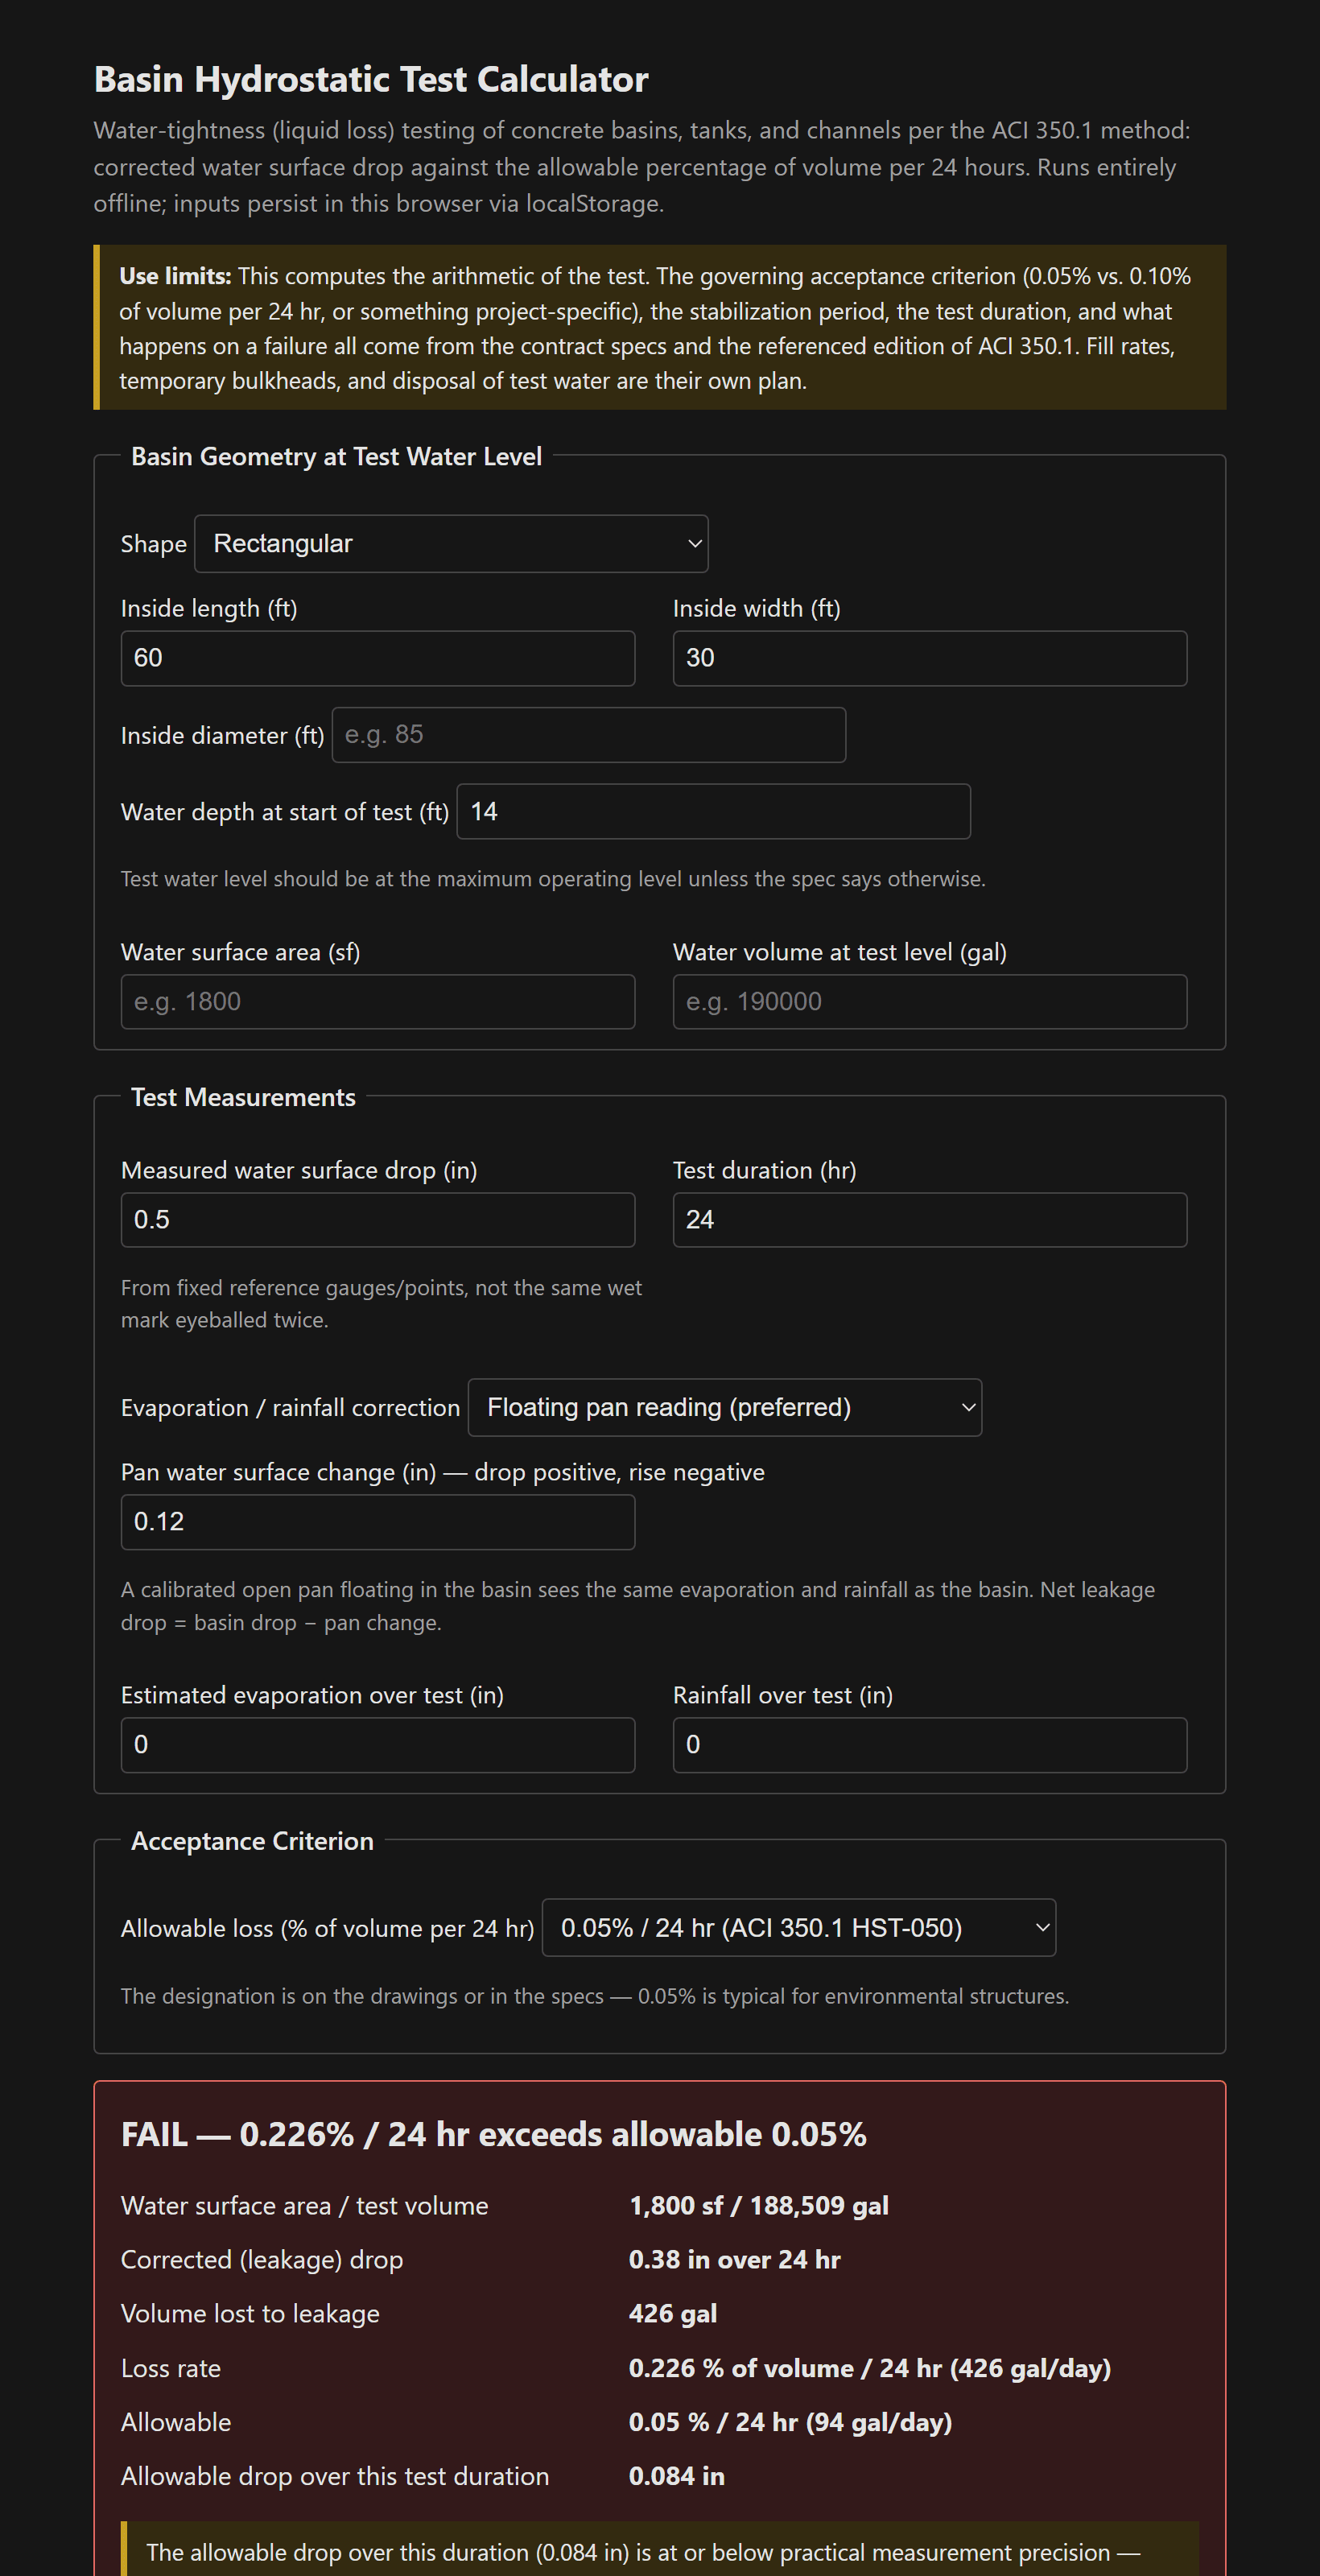 Basin Hydrostatic Test Calculator
Water-tightness (liquid loss) testing of concrete basins, tanks, and channels per the ACI 350.1 method:
corrected water surface drop against the allowable percentage of volume per 24 hours. Runs entirely
offline; inputs persist in this browser via localStorage.
Use limits: This computes the arithmetic of the test. The governing acceptance criterion (0.05% vs. 0.10%
of volume per 24 hr, or something project-specific), the stabilization period, the test duration, and what
happens on a failure all come from the contract specs and the referenced edition of ACI 350.1. Fill rates,
temporary bulkheads, and disposal of test water are their own plan.
Basin Geometry at Test Water Level
Shape Rectangular
Inside length (ft) Inside width (ft)
60 30
Inside diameter (ft) e.g. 85
Water depth at start of test (ft) 14
Test water level should be at the maximum operating level unless the spec says otherwise.
Water surface area (sf) Water volume at test level (gal)
e.g. 1800 e.g. 190000
Test Measurements
Measured water surface drop (in) Test duration (hr)
0.5 24
From fixed reference gauges/points, not the same wet
mark eyeballed twice.
Evaporation / rainfall correction Floating pan reading (preferred)
Pan water surface change (in) — drop positive, rise negative
0.12
A calibrated open pan floating in the basin sees the same evaporation and rainfall as the basin. Net leakage
drop = basin drop − pan change.
Estimated evaporation over test (in) Rainfall over test (in)
0 0
Acceptance Criterion
Allowable loss (% of volume per 24 hr) 0.05% / 24 hr (ACI 350.1 HST-050)
The designation is on the drawings or in the specs — 0.05% is typical for environmental structures.
FAIL — 0.226% / 24 hr exceeds allowable 0.05%
Water surface area / test volume 1,800 sf / 188,509 gal
Corrected (leakage) drop 0.38 in over 24 hr
Volume lost to leakage 426 gal
Loss rate 0.226 % of volume / 24 hr (426 gal/day)
Allowable 0.05 % / 24 hr (94 gal/day)
Allowable drop over this test duration 0.084 in
The allowable drop over this duration (0.084 in) is at or below practical measurement precision —